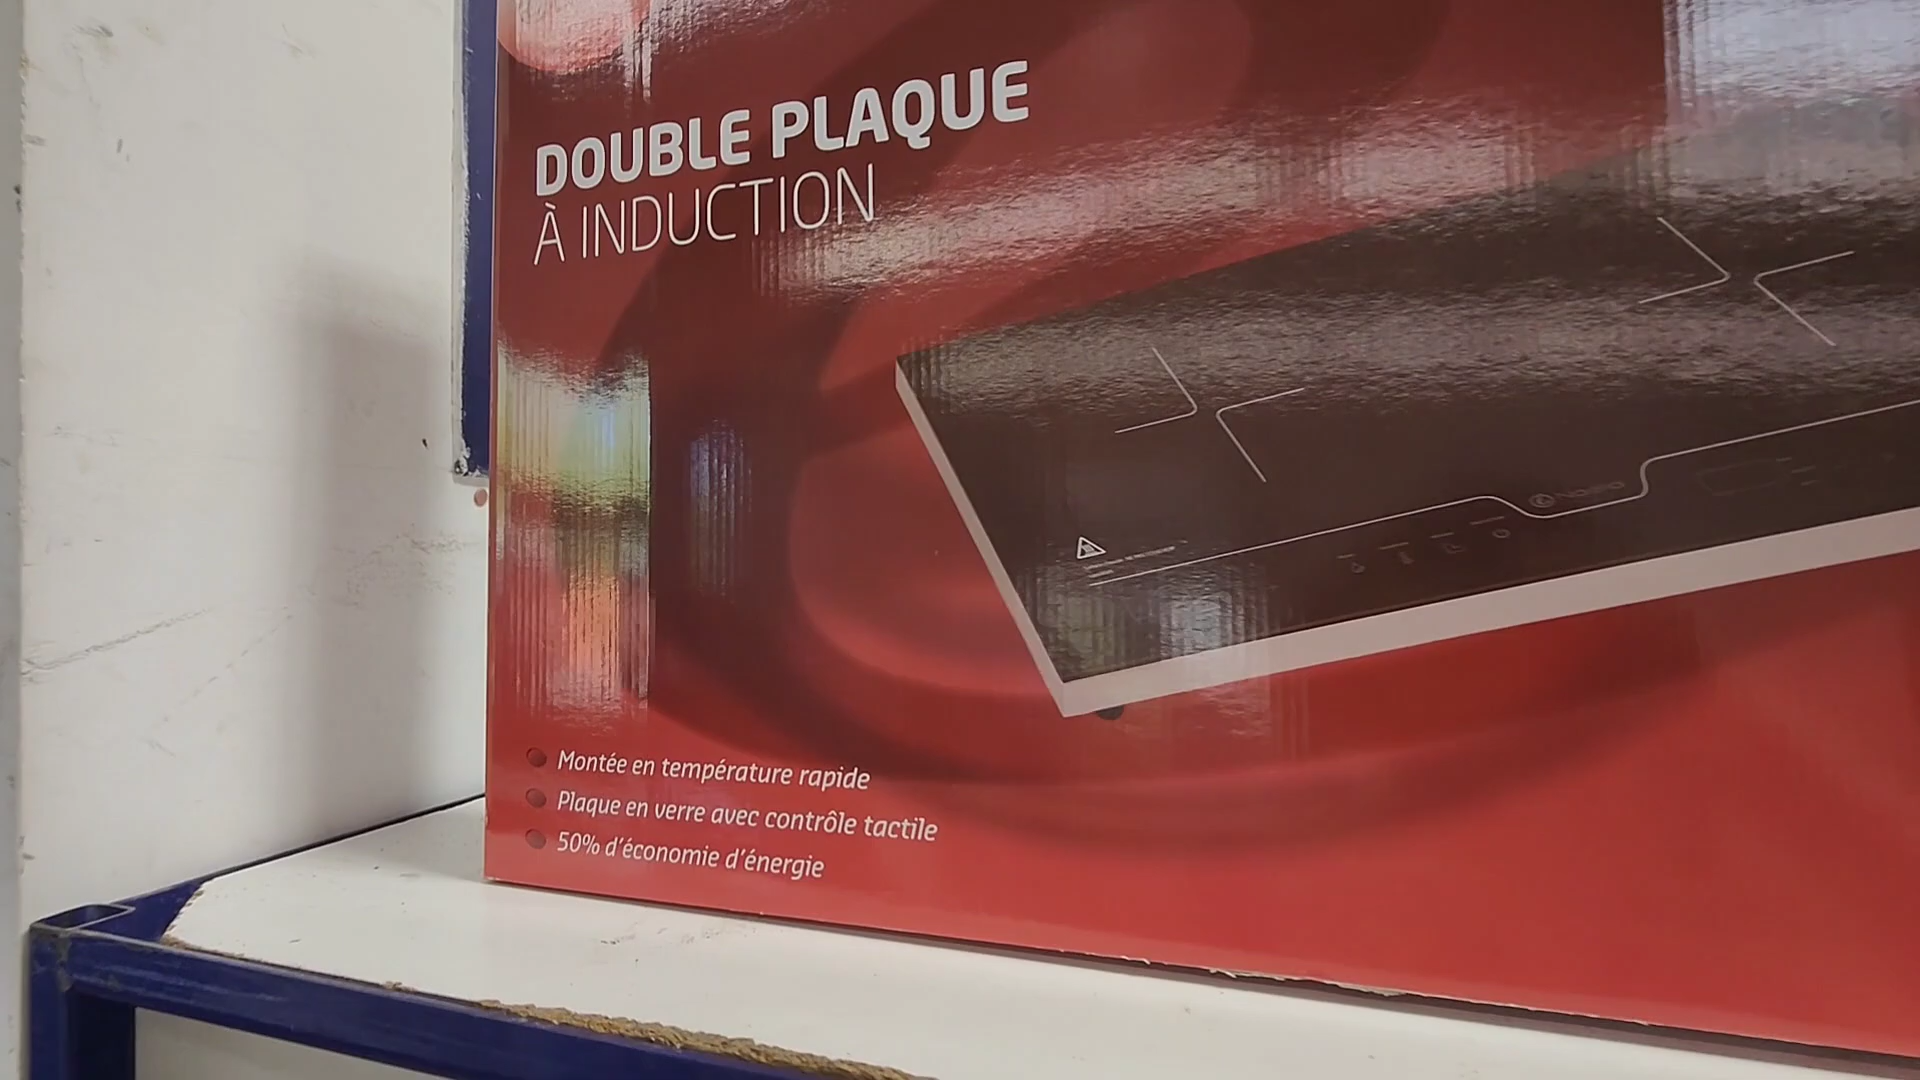 DOUBLE PLAQUE
À INDUCTION
Montée en température rapide
Plaque en verre avec contrôle tactile
50% d'économie d'énergie